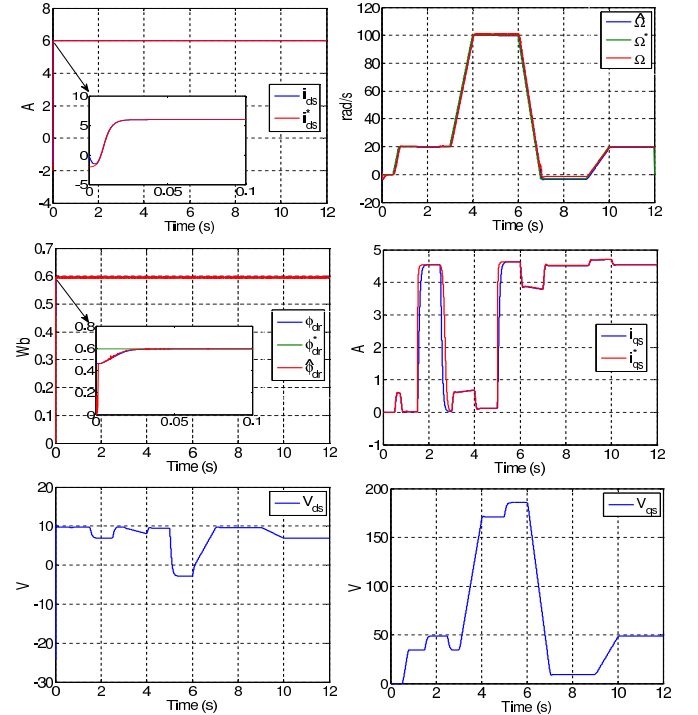 8
6
4
2
0
-2
-4
A
10
5
0
-5
0
0.05
0.1
i_ds
i*_ds
0 2 4 6 8 10 12
Time (s)
120
100
80
60
40
20
0
-20
rad/s
Ω̂
Ω*
Ω
0 2 4 6 8 10 12
Time (s)
0.7
0.6
0.5
0.4
0.3
0.2
0.1
0
Wb
0.8
0.6
0.4
0.2
0
0
0.05
0.1
ϕ_dr
ϕ*_dr
ϕ̂_dr
0 2 4 6 8 10 12
Time (s)
5
4
3
2
1
0
-1
A
i_qs
i*_qs
0 2 4 6 8 10 12
Time (s)
20
10
0
-10
-20
-30
V
V_ds
0 2 4 6 8 10 12
Time (s)
200
150
100
50
0
V
V_qs
0 2 4 6 8 10 12
Time (s)